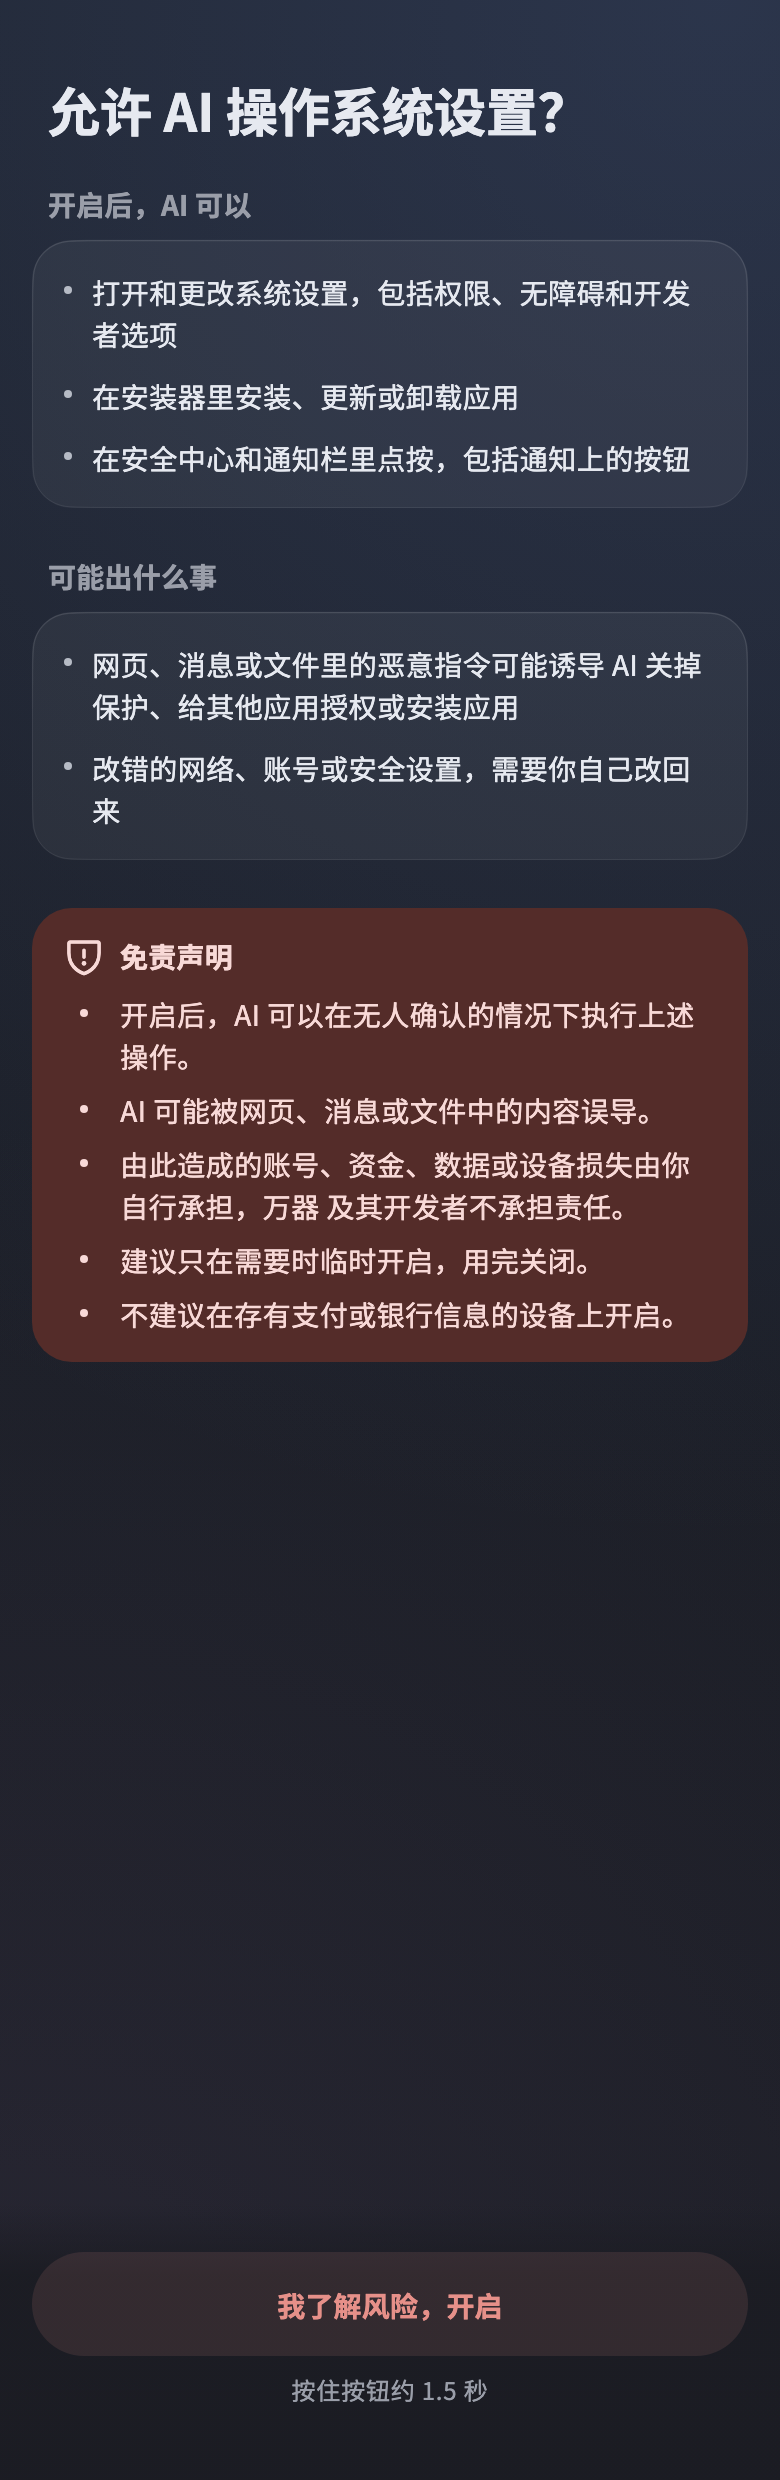 允许 AI 操作系统设置？
开启后，AI 可以
• 打开和更改系统设置，包括权限、无障碍和开发
者选项
• 在安装器里安装、更新或卸载应用
• 在安全中心和通知栏里点按，包括通知上的按钮
可能出什么事
• 网页、消息或文件里的恶意指令可能诱导 AI 关掉
保护、给其他应用授权或安装应用
• 改错的网络、账号或安全设置，需要你自己改回
来
免责声明
• 开启后，AI 可以在无人确认的情况下执行上述
操作。
• AI 可能被网页、消息或文件中的内容误导。
• 由此造成的账号、资金、数据或设备损失由你
自行承担，万器 及其开发者不承担责任。
• 建议只在需要时临时开启，用完关闭。
• 不建议在存有支付或银行信息的设备上开启。
我了解风险，开启
按住按钮约 1.5 秒